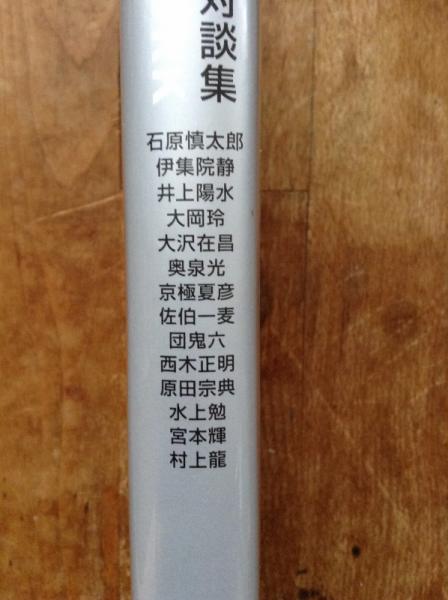 対談集
石原慎太郎
伊集院静
井上陽水
大岡玲
大沢在昌
奥泉光
京極夏彦
佐伯一麦
団鬼六
西木正明
原田宗典
水上勉
宮本輝
村上龍